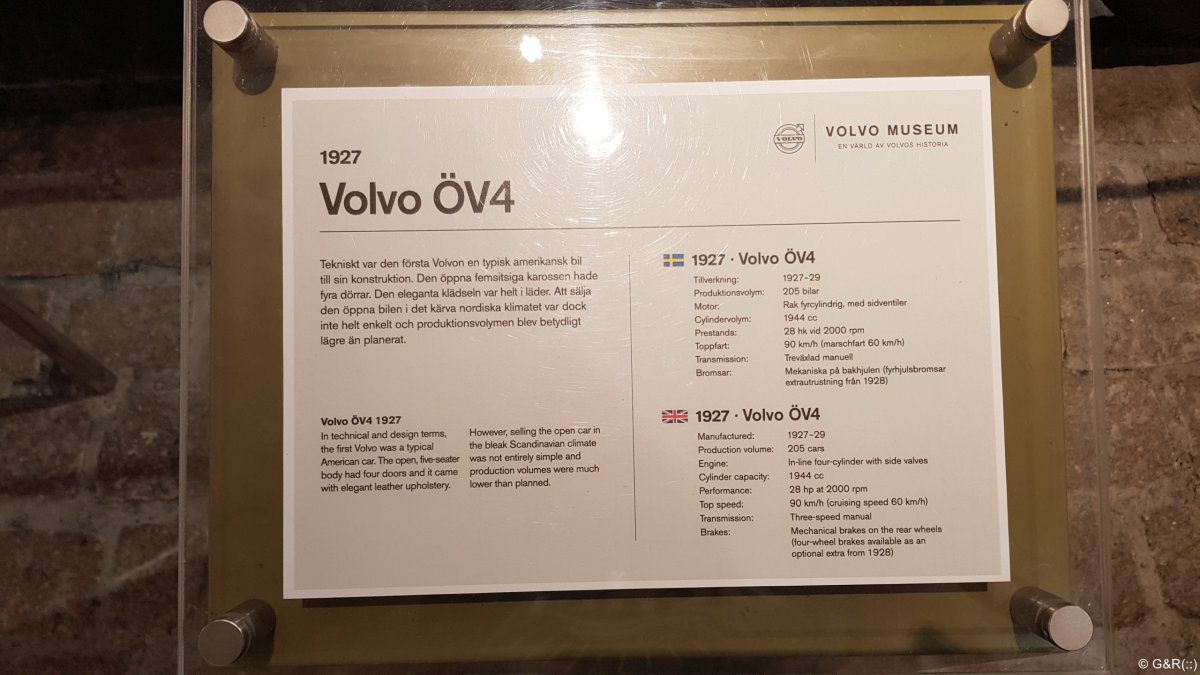 VOLVO
VOLVO MUSEUM
EN VÄRLD AV VOLVOS HISTORIA
1927
Volvo ÖV4
Tekniskt var den första Volvon en typisk amerikansk bil
till sin konstruktion. Den öppna femsitsiga karossen hade
fyra dörrar. Den eleganta klädseln var helt i läder. Att sälja
den öppna bilen i det kärva nordiska klimatet var dock
inte helt enkelt och produktionsvolymen blev betydligt
lägre än planerat.
Volvo ÖV4 1927
In technical and design terms,
the first Volvo was a typical
American car. The open, five-seater
body had four doors and it came
with elegant leather upholstery.
However, selling the open car in
the bleak Scandinavian climate
was not entirely simple and
production volumes were much
lower than planned.
1927 · Volvo ÖV4
Tillverkning: 1927–29
Produktionsvolym: 205 bilar
Motor: Rak fyrcylindrig, med sidventiler
Cylindervolym: 1944 cc
Prestanda: 28 hk vid 2000 rpm
Toppfart: 90 km/h (marschfart 60 km/h)
Transmission: Treväxlad manuell
Bromsar: Mekaniska på bakhjulen (fyrhjulsbromsar
extrautrustning från 1928)
1927 · Volvo ÖV4
Manufactured: 1927–29
Production volume: 205 cars
Engine: In-line four-cylinder with side valves
Cylinder capacity: 1944 cc
Performance: 28 hp at 2000 rpm
Top speed: 90 km/h (cruising speed 60 km/h)
Transmission: Three-speed manual
Brakes: Mechanical brakes on the rear wheels
(four-wheel brakes available as an
optional extra from 1928)
© G&R(::)